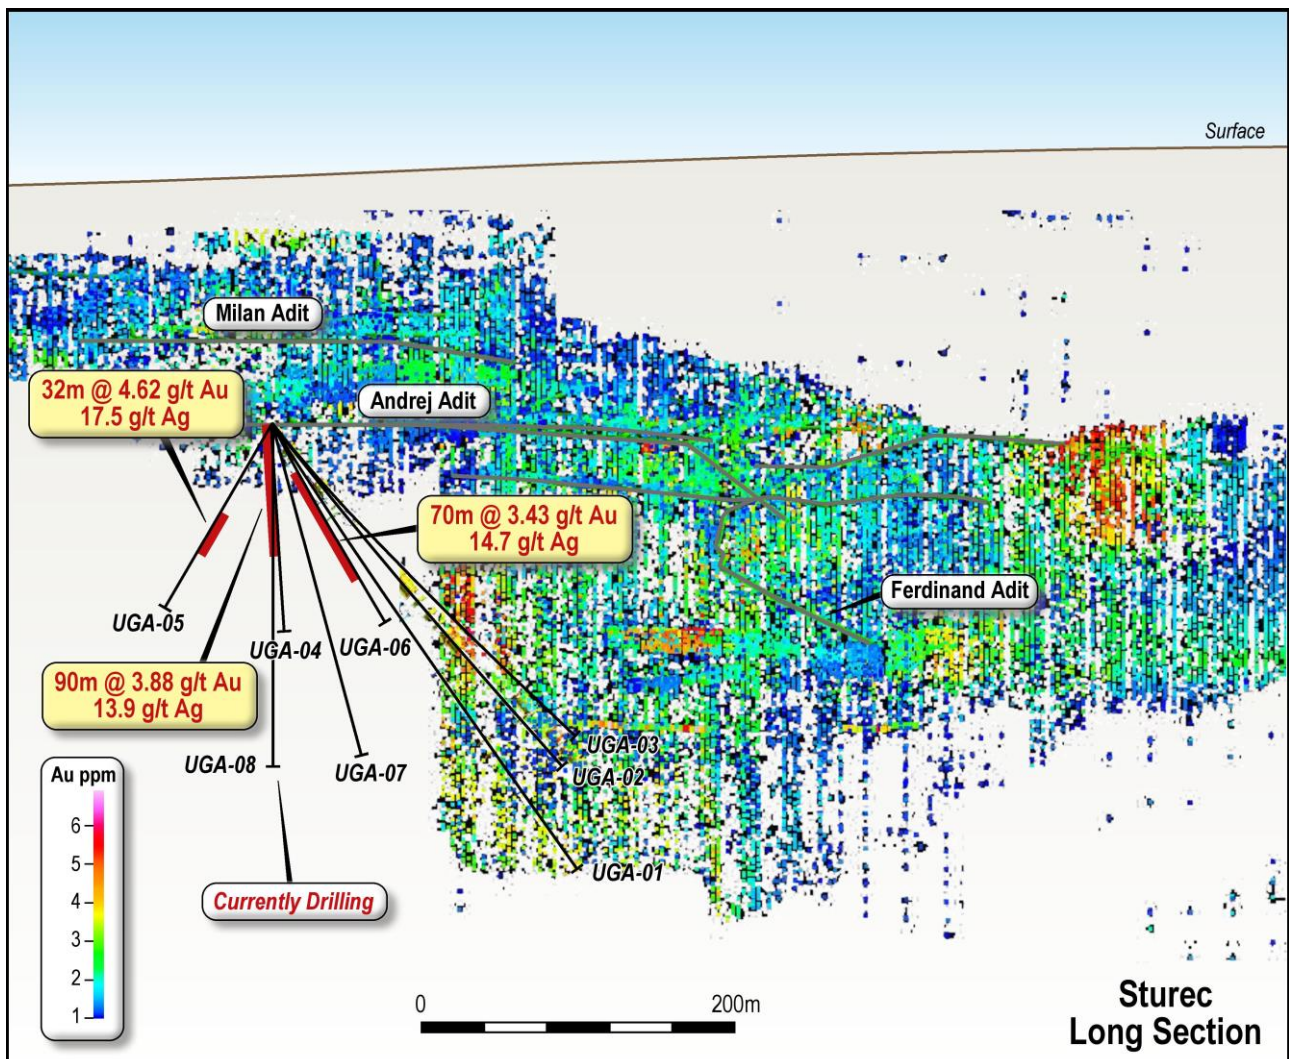 Surface
Milan Adit
32m @ 4.62 g/t Au
17.5 g/t Ag
Andrej Adit
70m @ 3.43 g/t Au
14.7 g/t Ag
Ferdinand Adit
UGA-05
UGA-04
UGA-06
90m @ 3.88 g/t Au
13.9 g/t Ag
UGA-03
UGA-08
UGA-07
UGA-02
UGA-01
Currently Drilling
Au ppm
6
5
4
3
2
1
0
200m
Sturec
Long Section